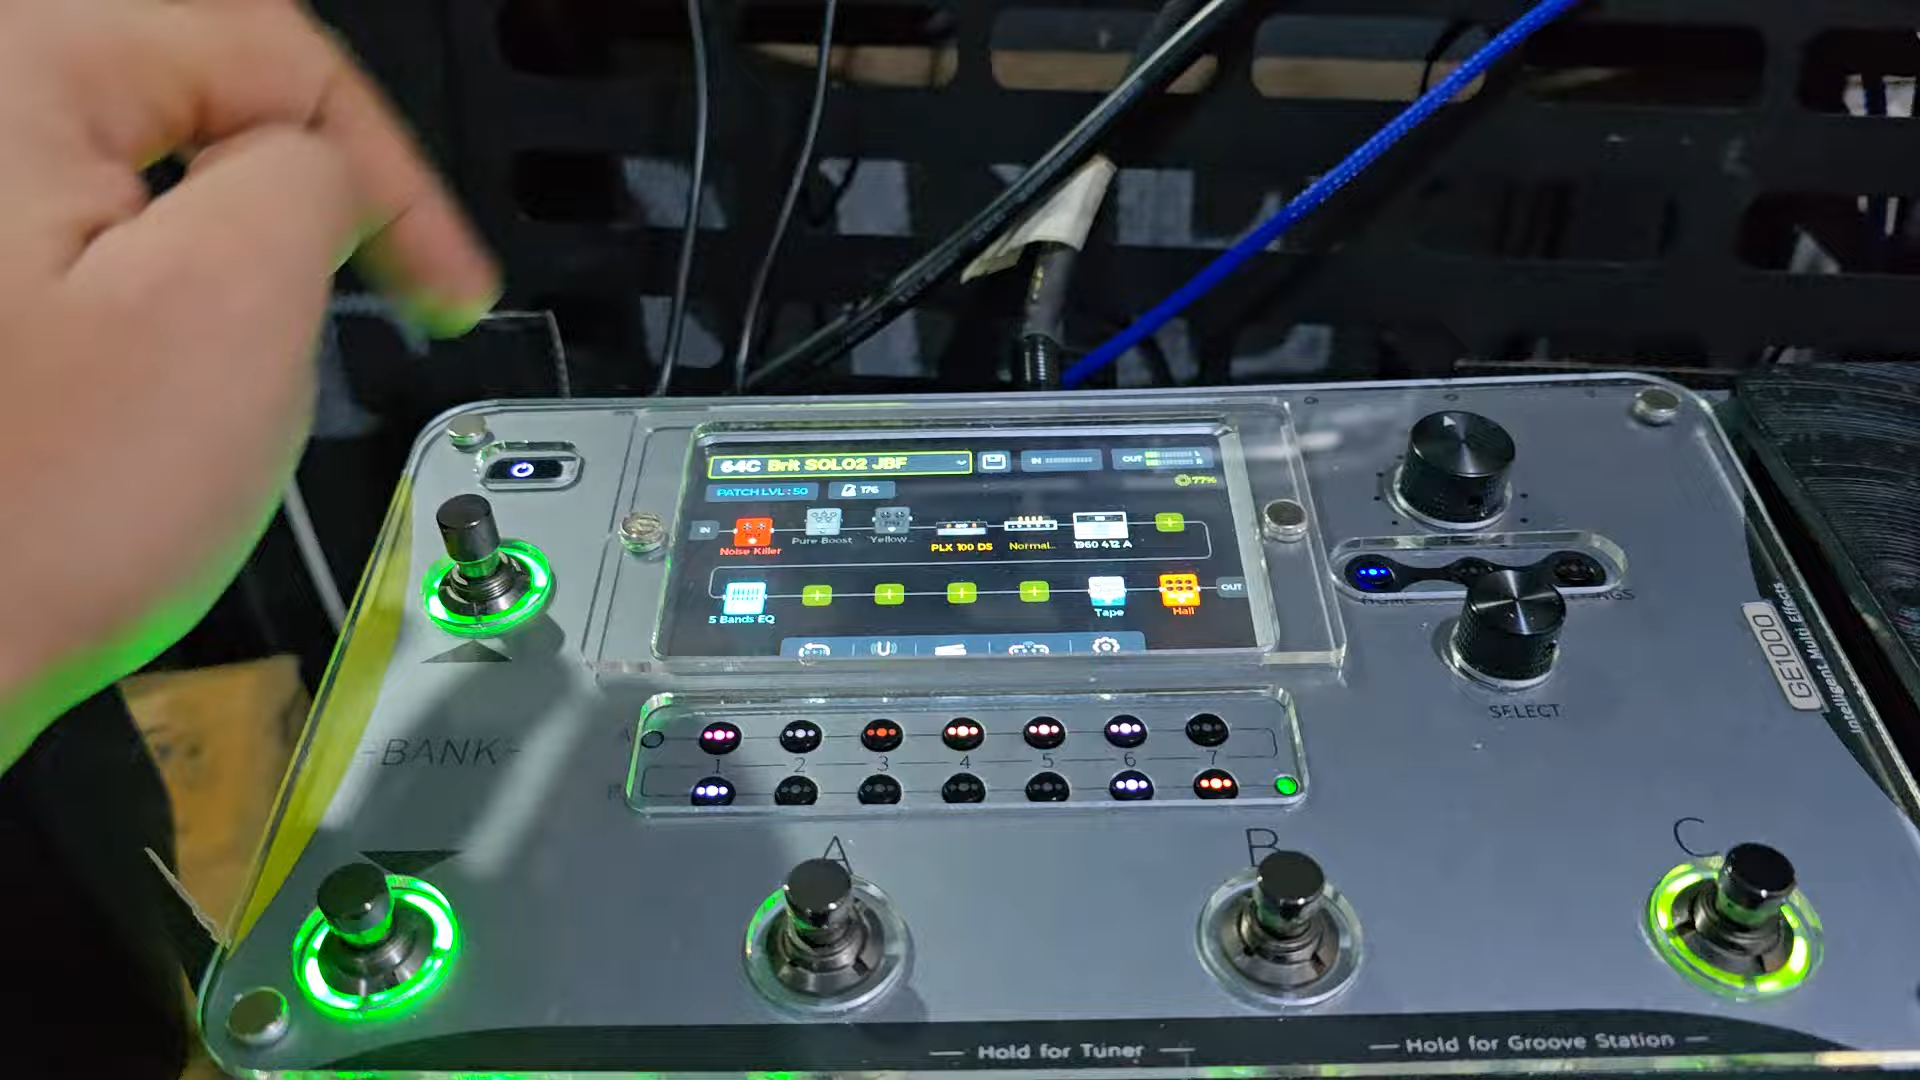 64C Brit SOLO2 JBF
IN
OUT
L
R
PATCH LVL : 50
176
77%
IN
Noise Killer
Pure Boost
Yellow...
PLX 100 DS
Normal...
1960 412 A
5 Bands EQ
Tape
Hall
OUT
SELECT
GE1000
Intelligent Multi Effects
-BANK-
1 2 3 4 5 6 7
A
B
C
Hold for Tuner
Hold for Groove Station